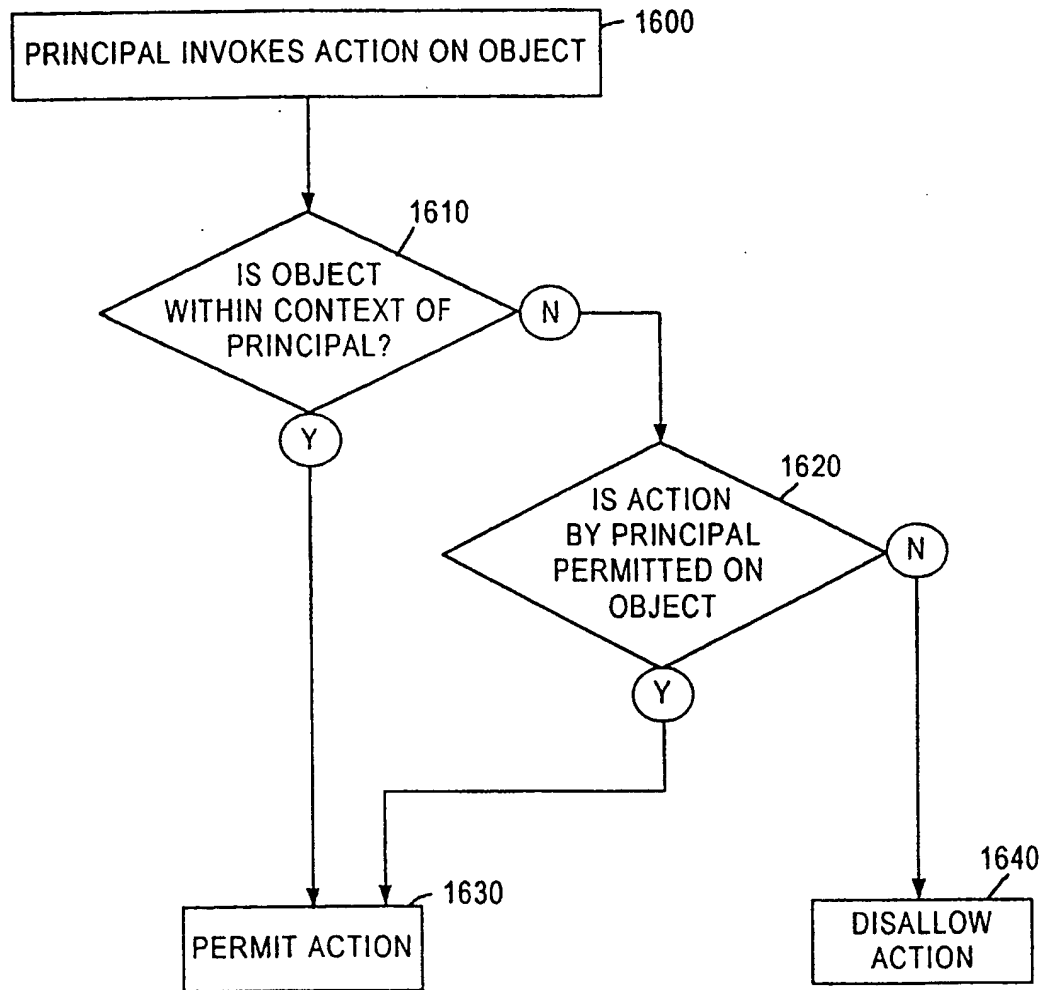 1600
PRINCIPAL INVOKES ACTION ON OBJECT
1610
IS OBJECT
WITHIN CONTEXT OF
PRINCIPAL?
N
Y
1620
IS ACTION
BY PRINCIPAL
PERMITTED ON
OBJECT
N
Y
1630
PERMIT ACTION
1640
DISALLOW
ACTION